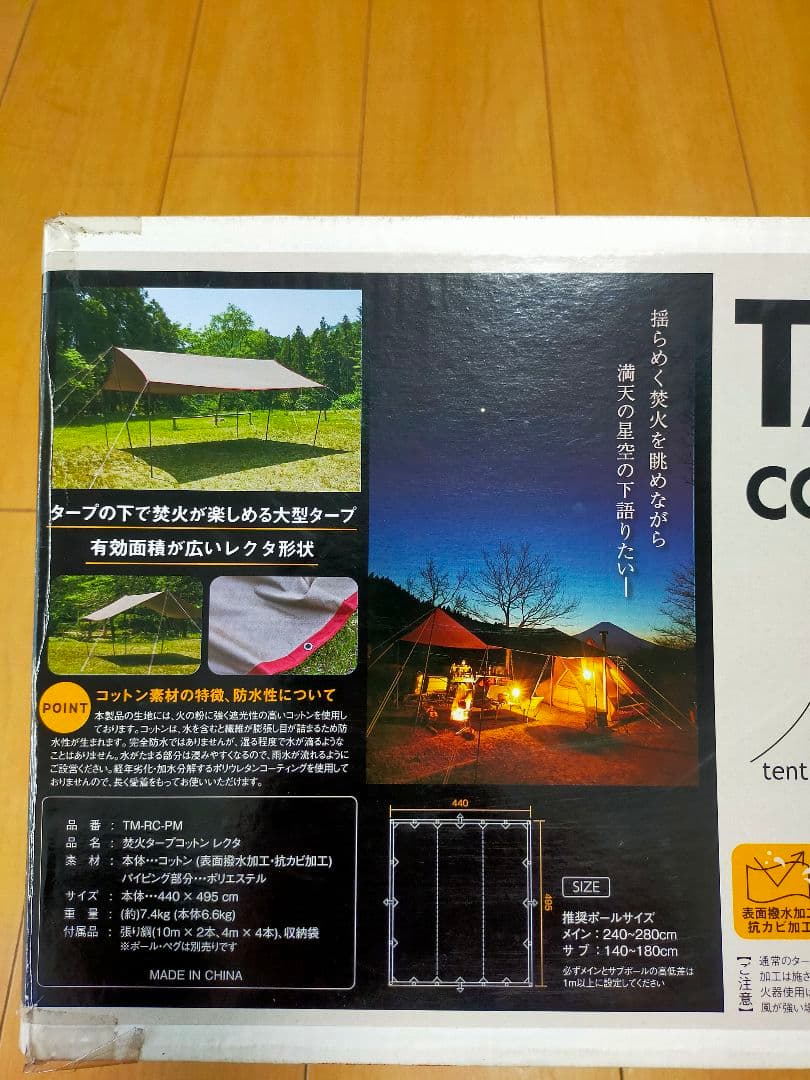 揺らめく焚火を眺めながら
満天の星空の下語りたい―
タープの下で焚火が楽しめる大型タープ
有効面積が広いレクタ形状
POINT
コットン素材の特徴、防水性について
本製品の生地には、火の粉に強く遮光性の高いコットンを使用し
ております。コットンは、水を含むと繊維が膨張し目が詰まるため防
水性が生まれます。完全防水ではありませんが、湿る程度で水が滴るような
ことはありません。水がたまる部分は浸みやすくなるので、雨水が流れるように
ご設営ください。経年劣化・加水分解するポリウレタンコーティングを使用して
おりませんので、長く愛着をもってお使いいただけます。
品 番 : TM-RC-PM
品 名 : 焚火タープコットン レクタ
素 材 : 本体…コットン (表面撥水加工・抗カビ加工)
パイピング部分…ポリエステル
サイズ : 本体…440 × 495 cm
重 量 : (約)7.4kg (本体6.6kg)
付属品 : 張り綱(10m × 2本、4m × 4本)、収納袋
※ポール・ペグは別売りです
MADE IN CHINA
440
495
SIZE
推奨ポールサイズ
メイン : 240~280cm
サ ブ : 140~180cm
必ずメインとサブポールの高低差は
1m以上に設定してください
TA
CO
tent
表面撥水加工
抗カビ加工
【ご注意】
通常のター
加工は施さ
火器使用に
風が強い場